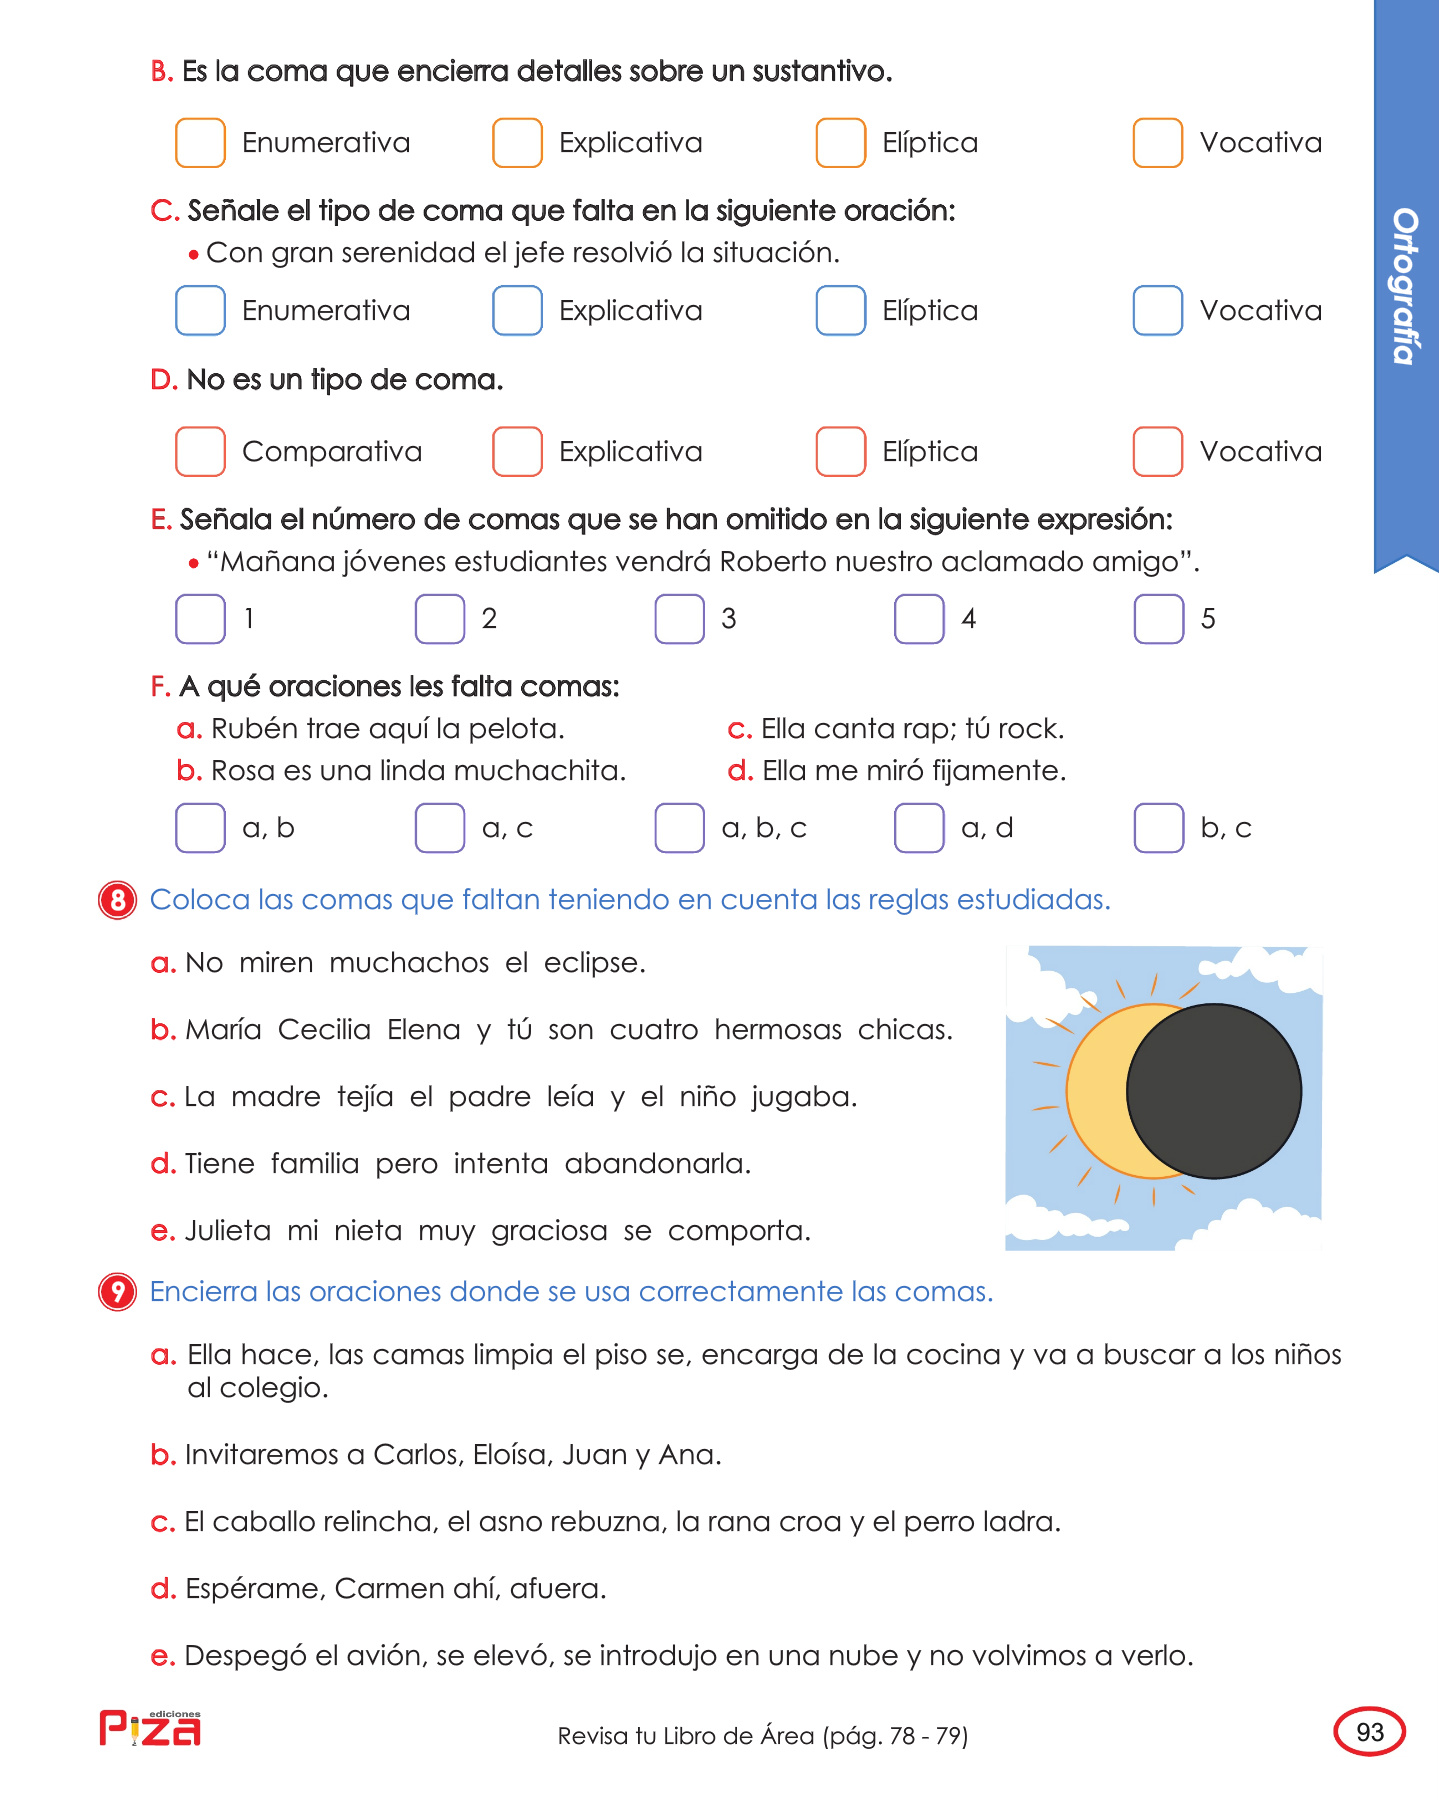 B. Es la coma que encierra detalles sobre un sustantivo.
Enumerativa Explicativa Elíptica Vocativa
C. Señale el tipo de coma que falta en la siguiente oración:
• Con gran serenidad el jefe resolvió la situación.
Enumerativa Explicativa Elíptica Vocativa
D. No es un tipo de coma.
Comparativa Explicativa Elíptica Vocativa
E. Señala el número de comas que se han omitido en la siguiente expresión:
• “Mañana jóvenes estudiantes vendrá Roberto nuestro aclamado amigo”.
1 2 3 4 5
F. A qué oraciones les falta comas:
a. Rubén trae aquí la pelota. c. Ella canta rap; tú rock.
b. Rosa es una linda muchachita. d. Ella me miró fijamente.
a, b a, c a, b, c a, d b, c
8 Coloca las comas que faltan teniendo en cuenta las reglas estudiadas.
a. No miren muchachos el eclipse.
b. María Cecilia Elena y tú son cuatro hermosas chicas.
c. La madre tejía el padre leía y el niño jugaba.
d. Tiene familia pero intenta abandonarla.
e. Julieta mi nieta muy graciosa se comporta.
9 Encierra las oraciones donde se usa correctamente las comas.
a. Ella hace, las camas limpia el piso se, encarga de la cocina y va a buscar a los niños
al colegio.
b. Invitaremos a Carlos, Eloísa, Juan y Ana.
c. El caballo relincha, el asno rebuzna, la rana croa y el perro ladra.
d. Espérame, Carmen ahí, afuera.
e. Despegó el avión, se elevó, se introdujo en una nube y no volvimos a verlo.
Ortografía
ediciones
Piza
Revisa tu Libro de Área (pág. 78 - 79)
93